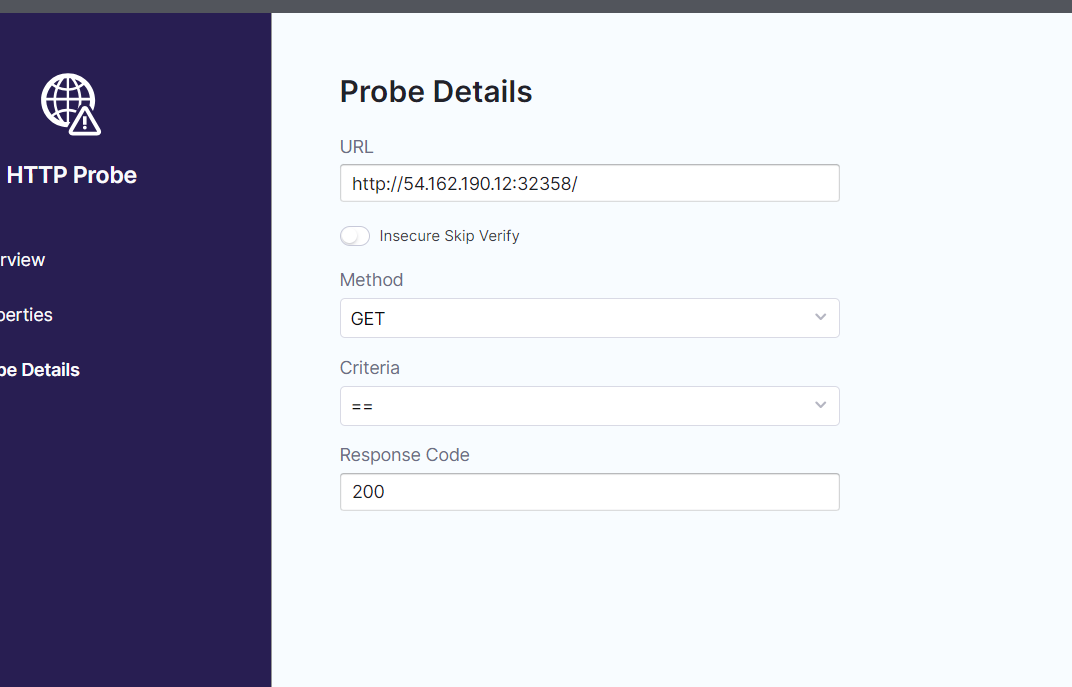 HTTP Probe
rview
perties
be Details
Probe Details
URL
http://54.162.190.12:32358/
Insecure Skip Verify
Method
GET
Criteria
==
Response Code
200